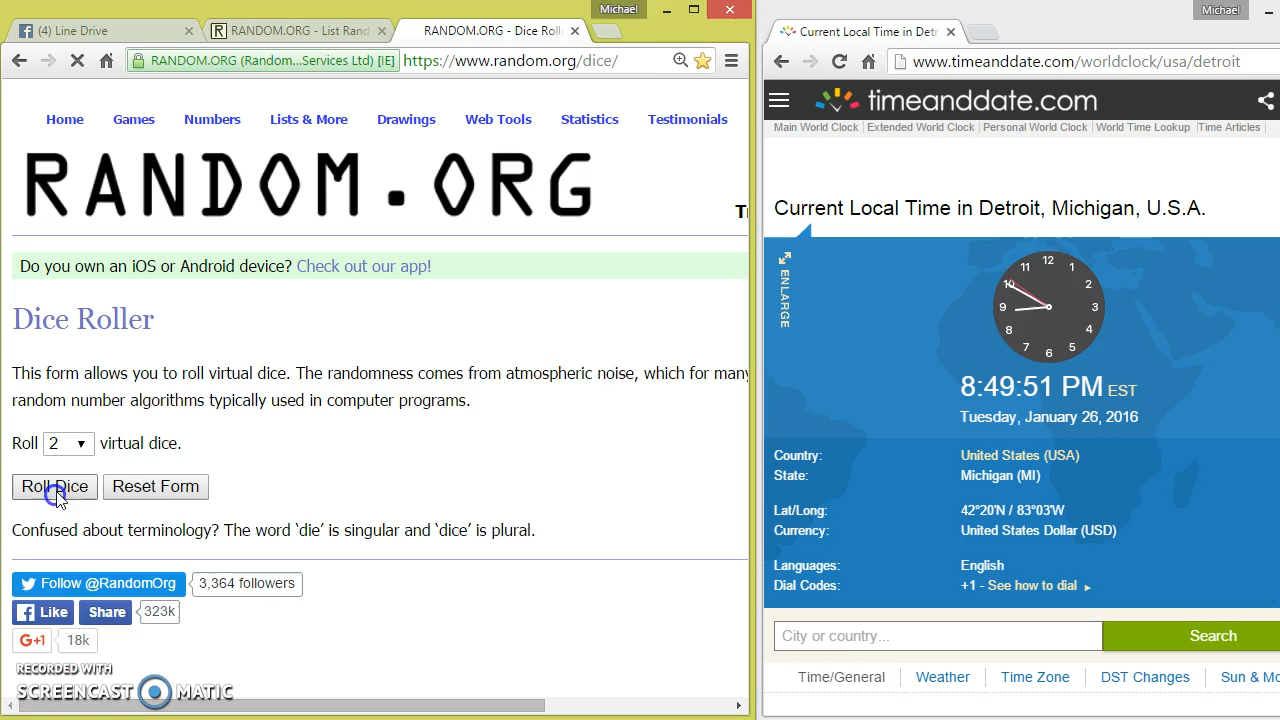 Michael
(4) Line Drive
RANDOM.ORG - List Rand
RANDOM.ORG - Dice Roll
RANDOM.ORG (Random...Services Ltd) [IE]
https://www.random.org/dice/
Home
Games
Numbers
Lists & More
Drawings
Web Tools
Statistics
Testimonials
RANDOM.ORG
Do you own an iOS or Android device? Check out our app!
Dice Roller
This form allows you to roll virtual dice. The randomness comes from atmospheric noise, which for many
random number algorithms typically used in computer programs.
Roll 2 virtual dice.
Roll Dice
Reset Form
Confused about terminology? The word ‘die’ is singular and ‘dice’ is plural.
Follow @RandomOrg
3,364 followers
Like
Share
323k
G+1
18k
RECORDED WITH
SCREENCAST MATIC
Michael
Current Local Time in Detr
www.timeanddate.com/worldclock/usa/detroit
timeanddate.com
Main World Clock
Extended World Clock
Personal World Clock
World Time Lookup
Time Articles
Current Local Time in Detroit, Michigan, U.S.A.
ENLARGE
12
1
2
3
4
5
6
7
8
9
10
11
8:49:51 PM EST
Tuesday, January 26, 2016
Country: United States (USA)
State: Michigan (MI)
Lat/Long: 42°20'N / 83°03'W
Currency: United States Dollar (USD)
Languages: English
Dial Codes: +1 - See how to dial
City or country...
Search
Time/General
Weather
Time Zone
DST Changes
Sun & Mo